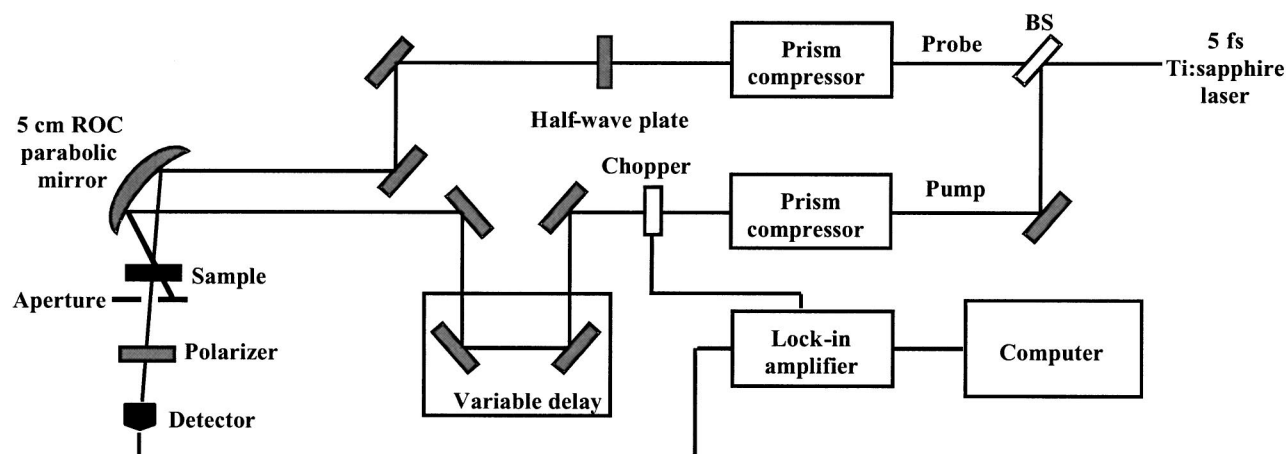 BS
Probe
Prism
compressor
5 fs
Ti:sapphire
laser
Half-wave plate
5 cm ROC
parabolic
mirror
Chopper
Prism
compressor
Pump
Sample
Aperture
Polarizer
Lock-in
amplifier
Computer
Variable delay
Detector